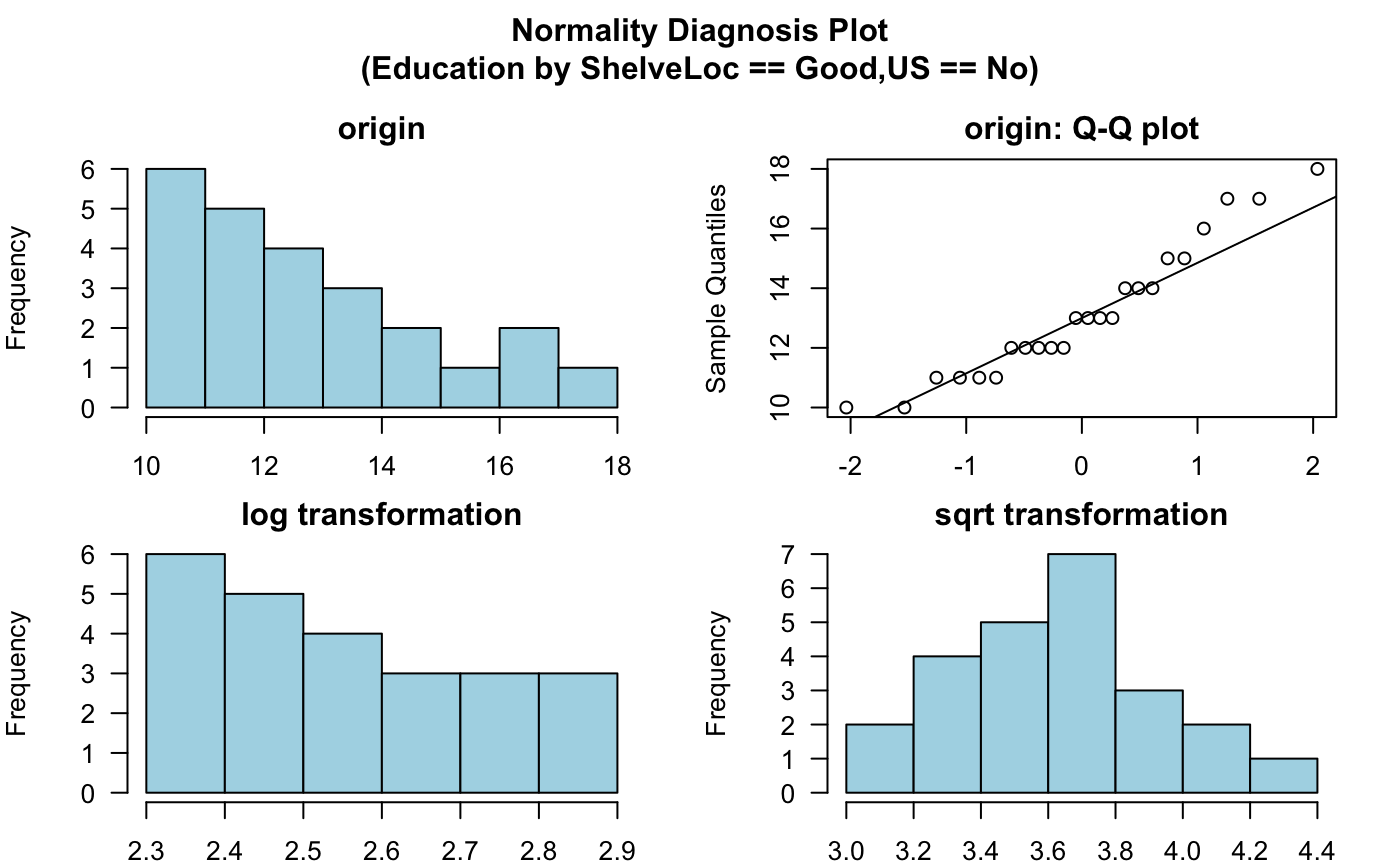 Normality Diagnosis Plot
(Education by ShelveLoc == Good,US == No)
origin
Frequency
6
5
4
3
2
1
0
10 12 14 16 18
origin: Q-Q plot
Sample Quantiles
18
16
14
12
10
-2 -1 0 1 2
log transformation
Frequency
6
5
4
3
2
1
0
2.3 2.4 2.5 2.6 2.7 2.8 2.9
sqrt transformation
Frequency
7
6
5
4
3
2
1
0
3.0 3.2 3.4 3.6 3.8 4.0 4.2 4.4